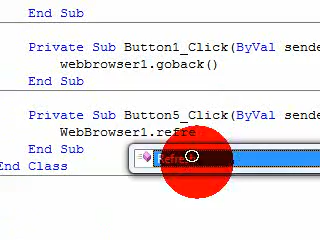 End Sub
Private Sub Button1_Click(ByVal sende
webbrowser1.goback()
End Sub
Private Sub Button5_Click(ByVal sende
WebBrowser1.refre
End Sub
Refresh
End Class